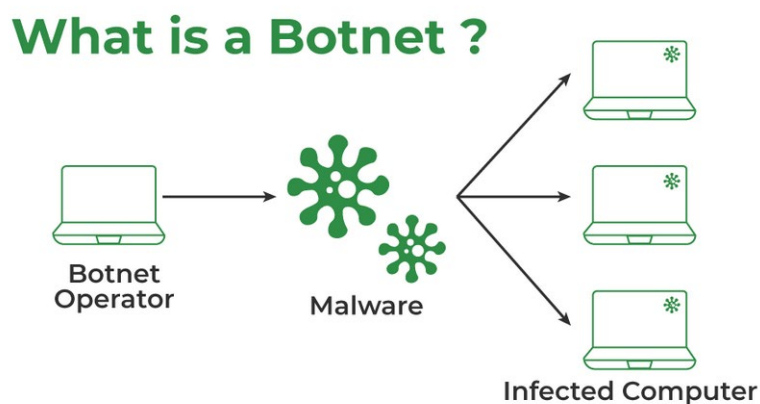 What is a Botnet ?
Botnet
Operator
Malware
Infected Computer